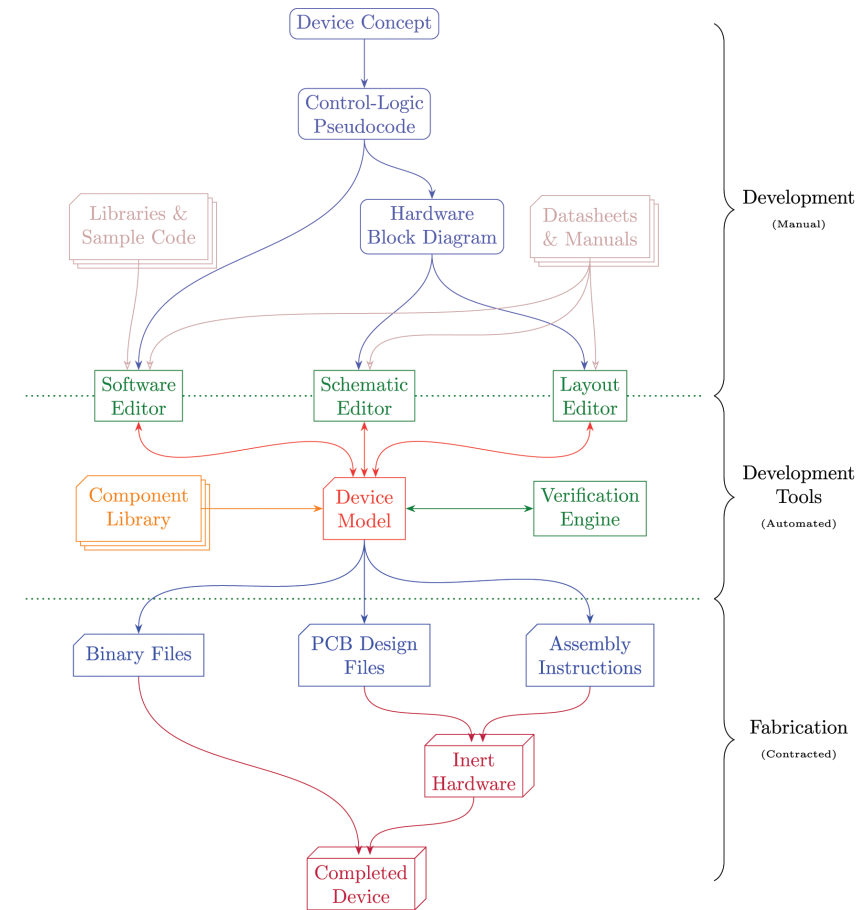 Device Concept
Control-Logic
Pseudocode
Libraries &
Sample Code
Hardware
Block Diagram
Datasheets
& Manuals
Development
(Manual)
Software
Editor
Schematic
Editor
Layout
Editor
Component
Library
Device
Model
Verification
Engine
Development
Tools
(Automated)
Binary Files
PCB Design
Files
Assembly
Instructions
Inert
Hardware
Fabrication
(Contracted)
Completed
Device